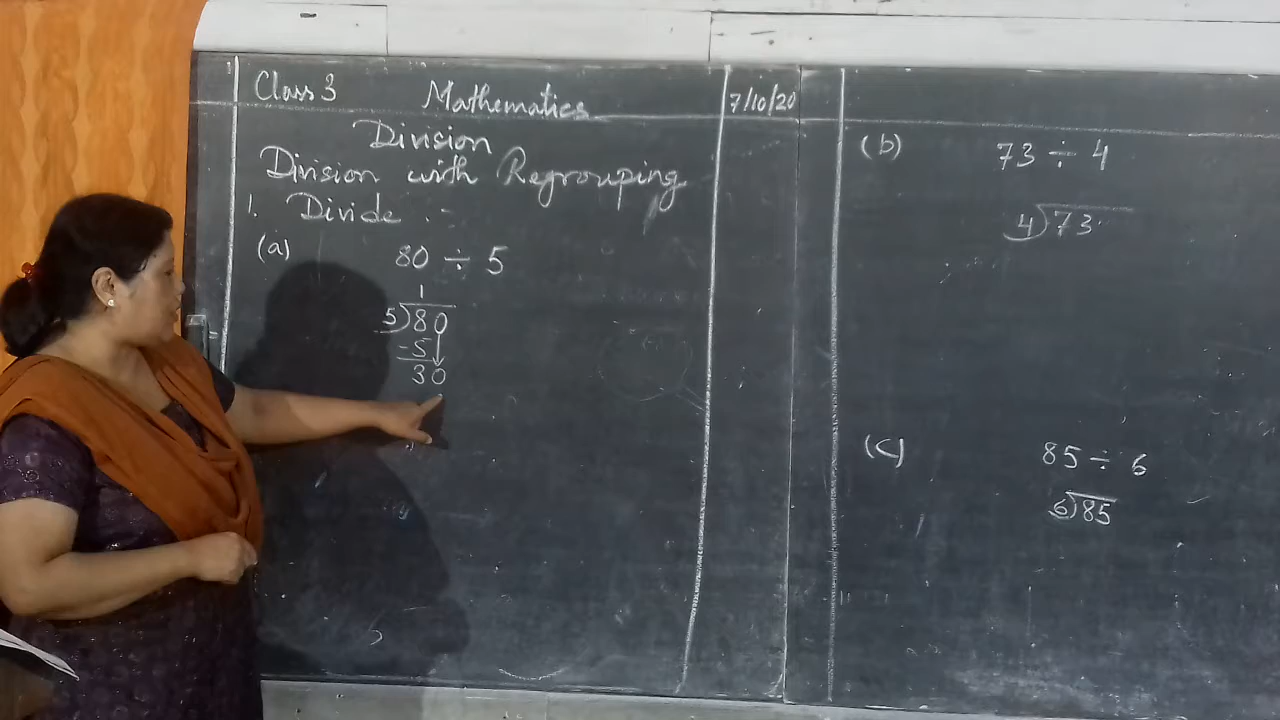 Class 3 Mathematics 7/10/20
Division
Division with Regrouping
1. Divide :-
(a) 80 ÷ 5
1
5)80
-5
30
(b) 73 ÷ 4
4)73
(c) 85 ÷ 6
6)85